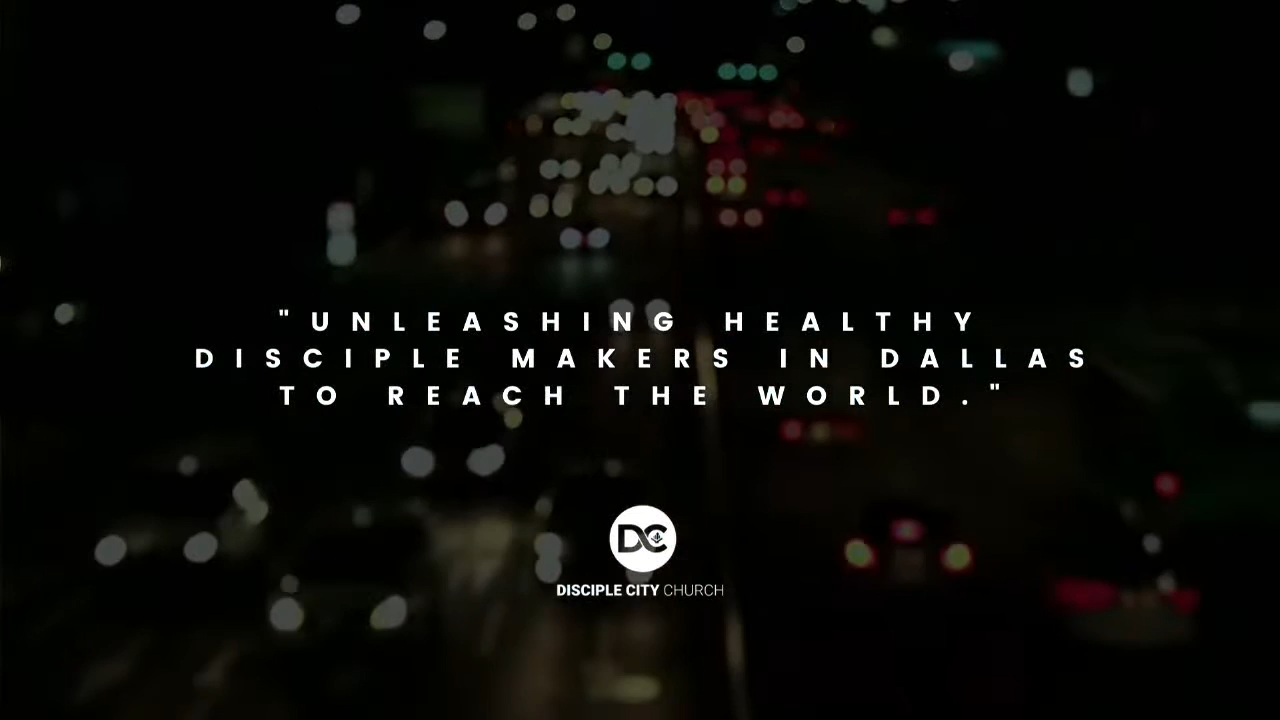 "UNLEASHING HEALTHY
DISCIPLE MAKERS IN DALLAS
TO REACH THE WORLD."
DC
DISCIPLE CITY CHURCH